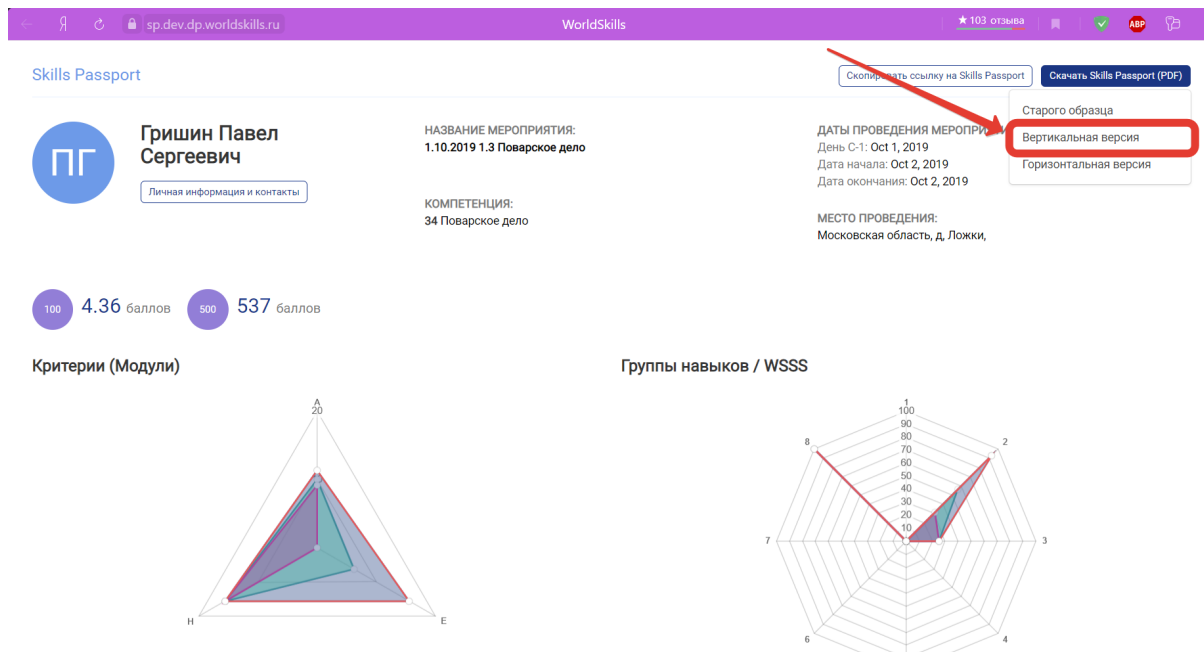 Я
sp.dev.dp.worldskills.ru
WorldSkills
★ 103 отзыва
ABP
Skills Passport
Скопировать ссылку на Skills Passport
Скачать Skills Passport (PDF)
Старого образца
Вертикальная версия
Горизонтальная версия
ПГ
Гришин Павел
Сергеевич
Личная информация и контакты
НАЗВАНИЕ МЕРОПРИЯТИЯ:
1.10.2019 1.3 Поварское дело
КОМПЕТЕНЦИЯ:
34 Поварское дело
ДАТЫ ПРОВЕДЕНИЯ МЕРОПРИ
День C-1: Oct 1, 2019
Дата начала: Oct 2, 2019
Дата окончания: Oct 2, 2019
МЕСТО ПРОВЕДЕНИЯ:
Московская область, д, Ложки,
100 4.36 баллов 500 537 баллов
Критерии (Модули)
A
20
H
E
Группы навыков / WSSS
1
100
90
80
70
60
50
40
30
20
10
8
2
7
3
6
4